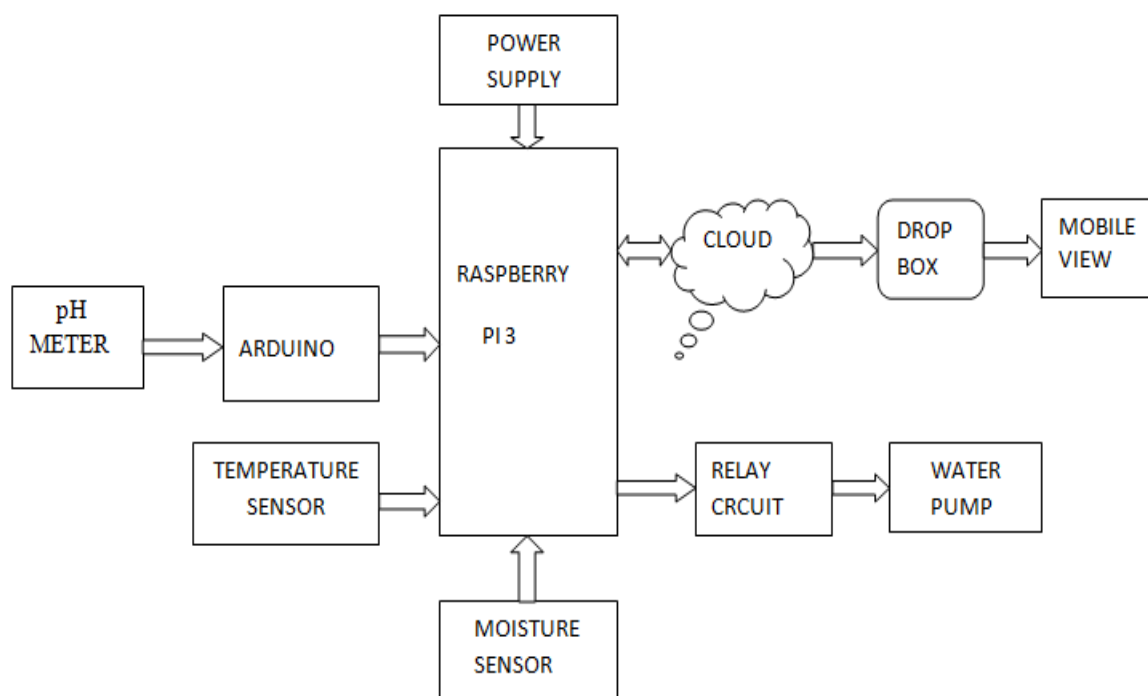 POWER
SUPPLY
CLOUD
DROP
BOX
MOBILE
VIEW
RASPBERRY
PI 3
pH
METER
ARDUINO
TEMPERATURE
SENSOR
RELAY
CRCUIT
WATER
PUMP
MOISTURE
SENSOR